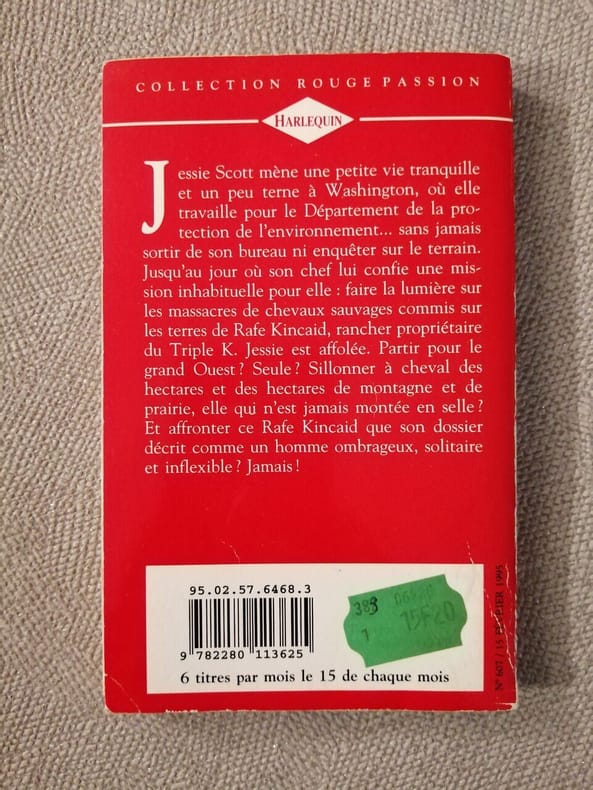 COLLECTION ROUGE PASSION
HARLEQUIN
Jessie Scott mène une petite vie tranquille
et un peu terne à Washington, où elle
travaille pour le Département de la pro-
tection de l'environnement... sans jamais
sortir de son bureau ni enquêter sur le terrain.
Jusqu'au jour où son chef lui confie une mis-
sion inhabituelle pour elle : faire la lumière sur
les massacres de chevaux sauvages commis sur
les terres de Rafe Kincaid, rancher propriétaire
du Triple K. Jessie est affolée. Partir pour le
grand Ouest ? Seule ? Sillonner à cheval des
hectares et des hectares de montagne et de
prairie, elle qui n'est jamais montée en selle ?
Et affronter ce Rafe Kincaid que son dossier
décrit comme un homme ombrageux, solitaire
et inflexible ? Jamais !
95.02.57.6468.3
9 782280 113625
383
1 15F20
6 titres par mois le 15 de chaque mois
N° 607 / 15 FÉVRIER 1995